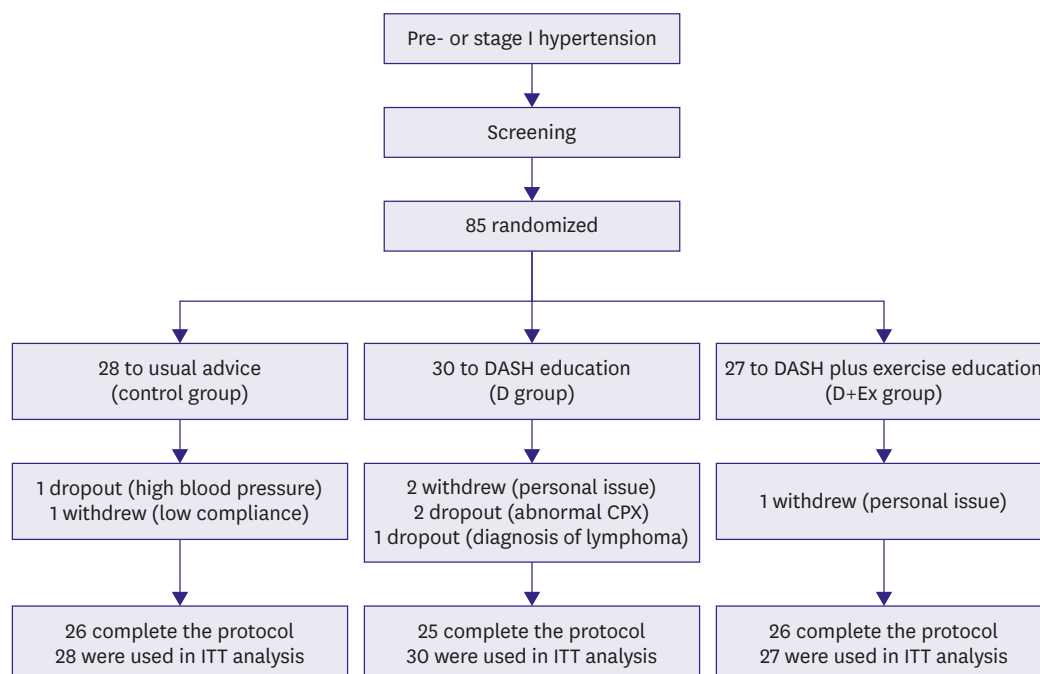 Pre- or stage I hypertension
Screening
85 randomized
28 to usual advice
(control group)
30 to DASH education
(D group)
27 to DASH plus exercise education
(D+Ex group)
1 dropout (high blood pressure)
1 withdrew (low compliance)
2 withdrew (personal issue)
2 dropout (abnormal CPX)
1 dropout (diagnosis of lymphoma)
1 withdrew (personal issue)
26 complete the protocol
28 were used in ITT analysis
25 complete the protocol
30 were used in ITT analysis
26 complete the protocol
27 were used in ITT analysis